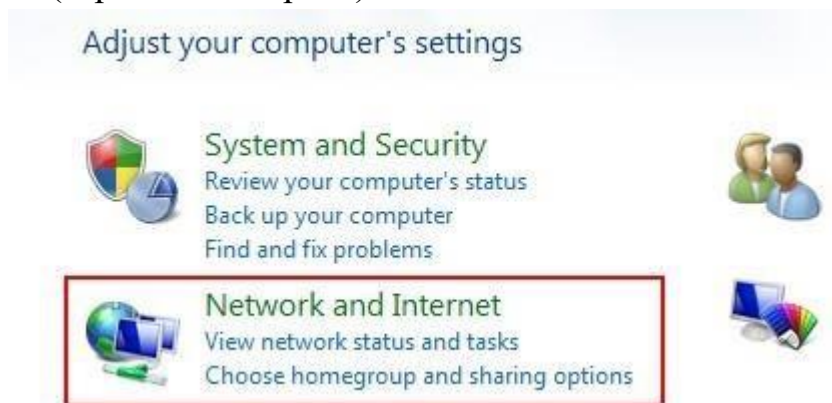 Adjust your computer's settings
System and Security
Review your computer's status
Back up your computer
Find and fix problems
Network and Internet
View network status and tasks
Choose homegroup and sharing options